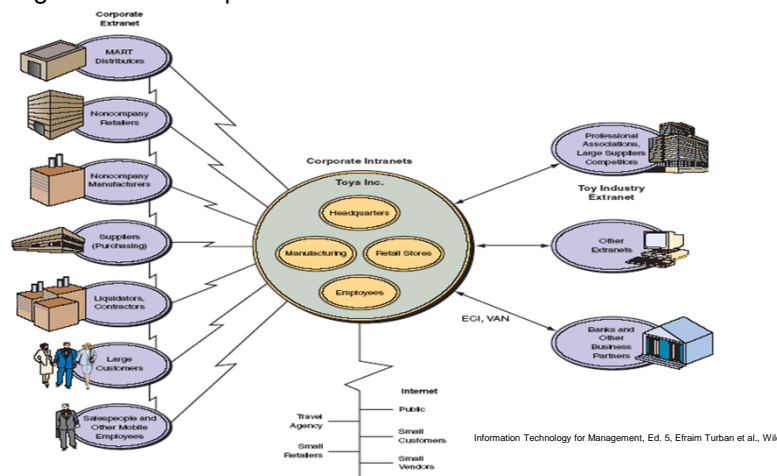 Corporate
Extranet
MART
Distributors
Noncompany
Retailers
Noncompany
Manufacturers
Suppliers
(Purchasing)
Liquidators,
Contractors
Large
Customers
Salespeople and
Other Mobile
Employees
Corporate Intranets
Toys Inc.
Headquarters
Manufacturing
Retail Stores
Employees
Professional
Associations,
Large Suppliers
Competitors
Toy Industry
Extranet
Other
Extranets
ECI, VAN
Banks and
Other
Business
Partners
Internet
Public
Travel
Agency
Small
Customers
Small
Retailers
Small
Vendors
Information Technology for Management, Ed. 5, Efraim Turban et al.,